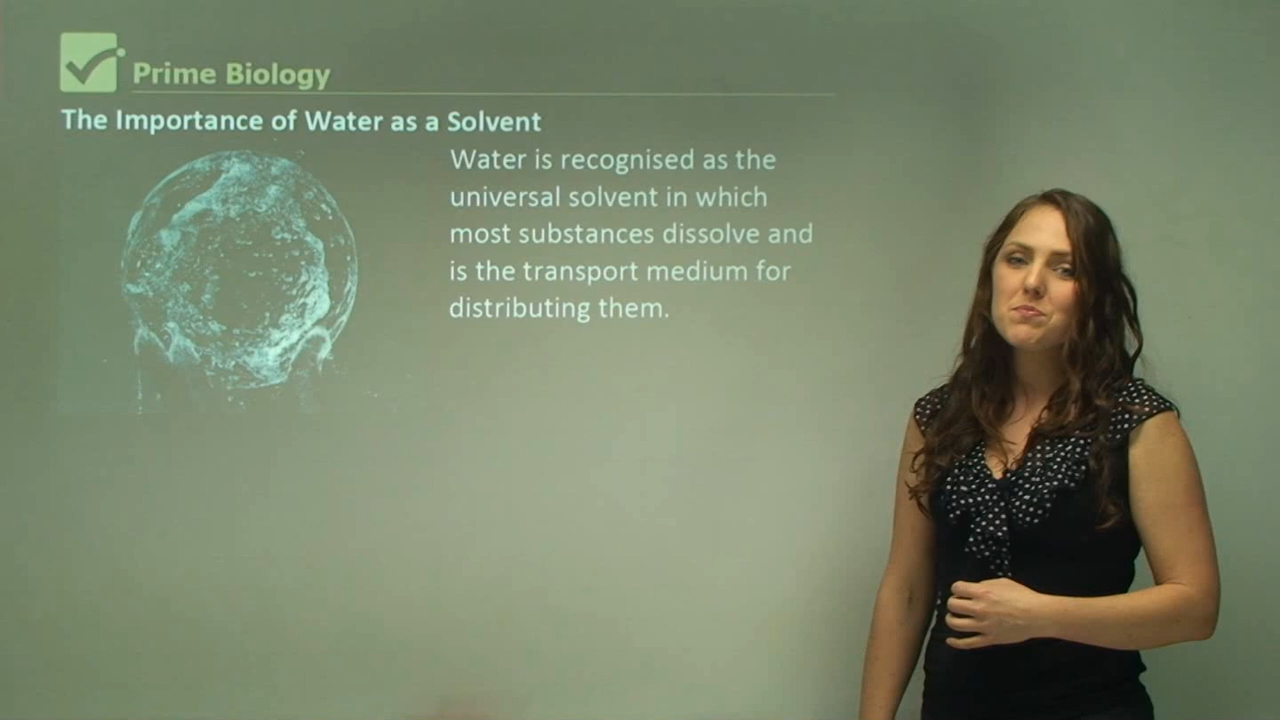 Prime Biology
The Importance of Water as a Solvent
Water is recognised as the
universal solvent in which
most substances dissolve and
is the transport medium for
distributing them.